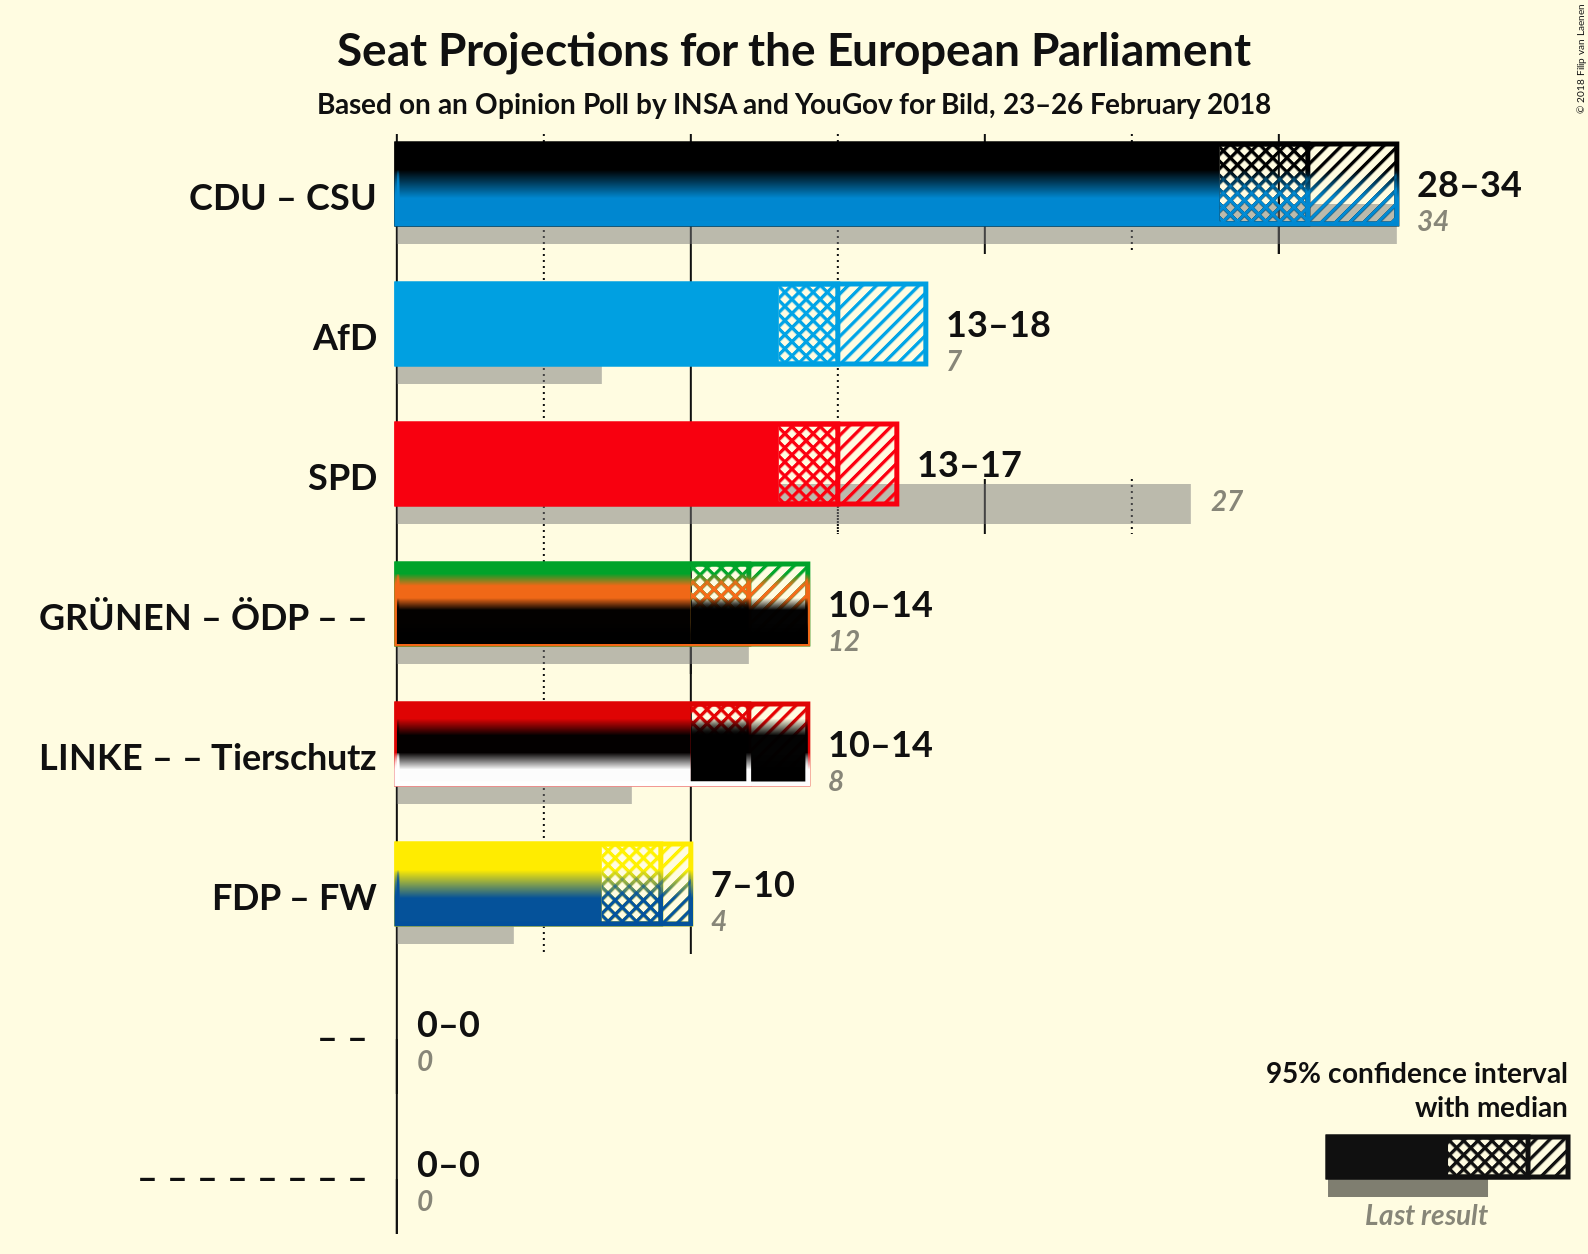 Seat Projections for the European Parliament
Based on an Opinion Poll by INSA and YouGov for Bild, 23–26 February 2018
© 2018 Filip van Laenen
CDU – CSU
28–34
34
AfD
13–18
7
SPD
13–17
27
GRÜNEN – ÖDP – –
10–14
12
LINKE – – Tierschutz
10–14
8
FDP – FW
7–10
4
– –
0–0
0
– – – – – – – –
0–0
0
95% confidence interval
with median
Last result